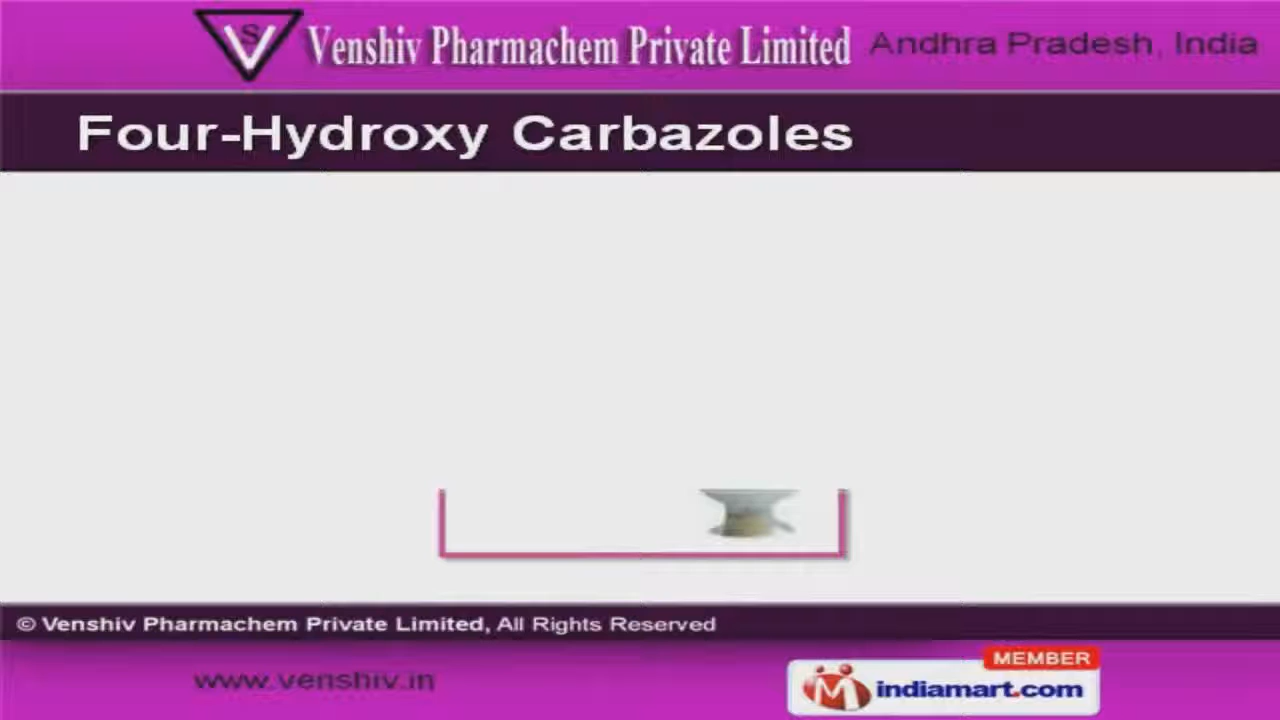 VS
Venshiv Pharmachem Private Limited
Andhra Pradesh, India
Four-Hydroxy Carbazoles
© Venshiv Pharmachem Private Limited, All Rights Reserved
www.venshiv.in
MEMBER
indiamart.com